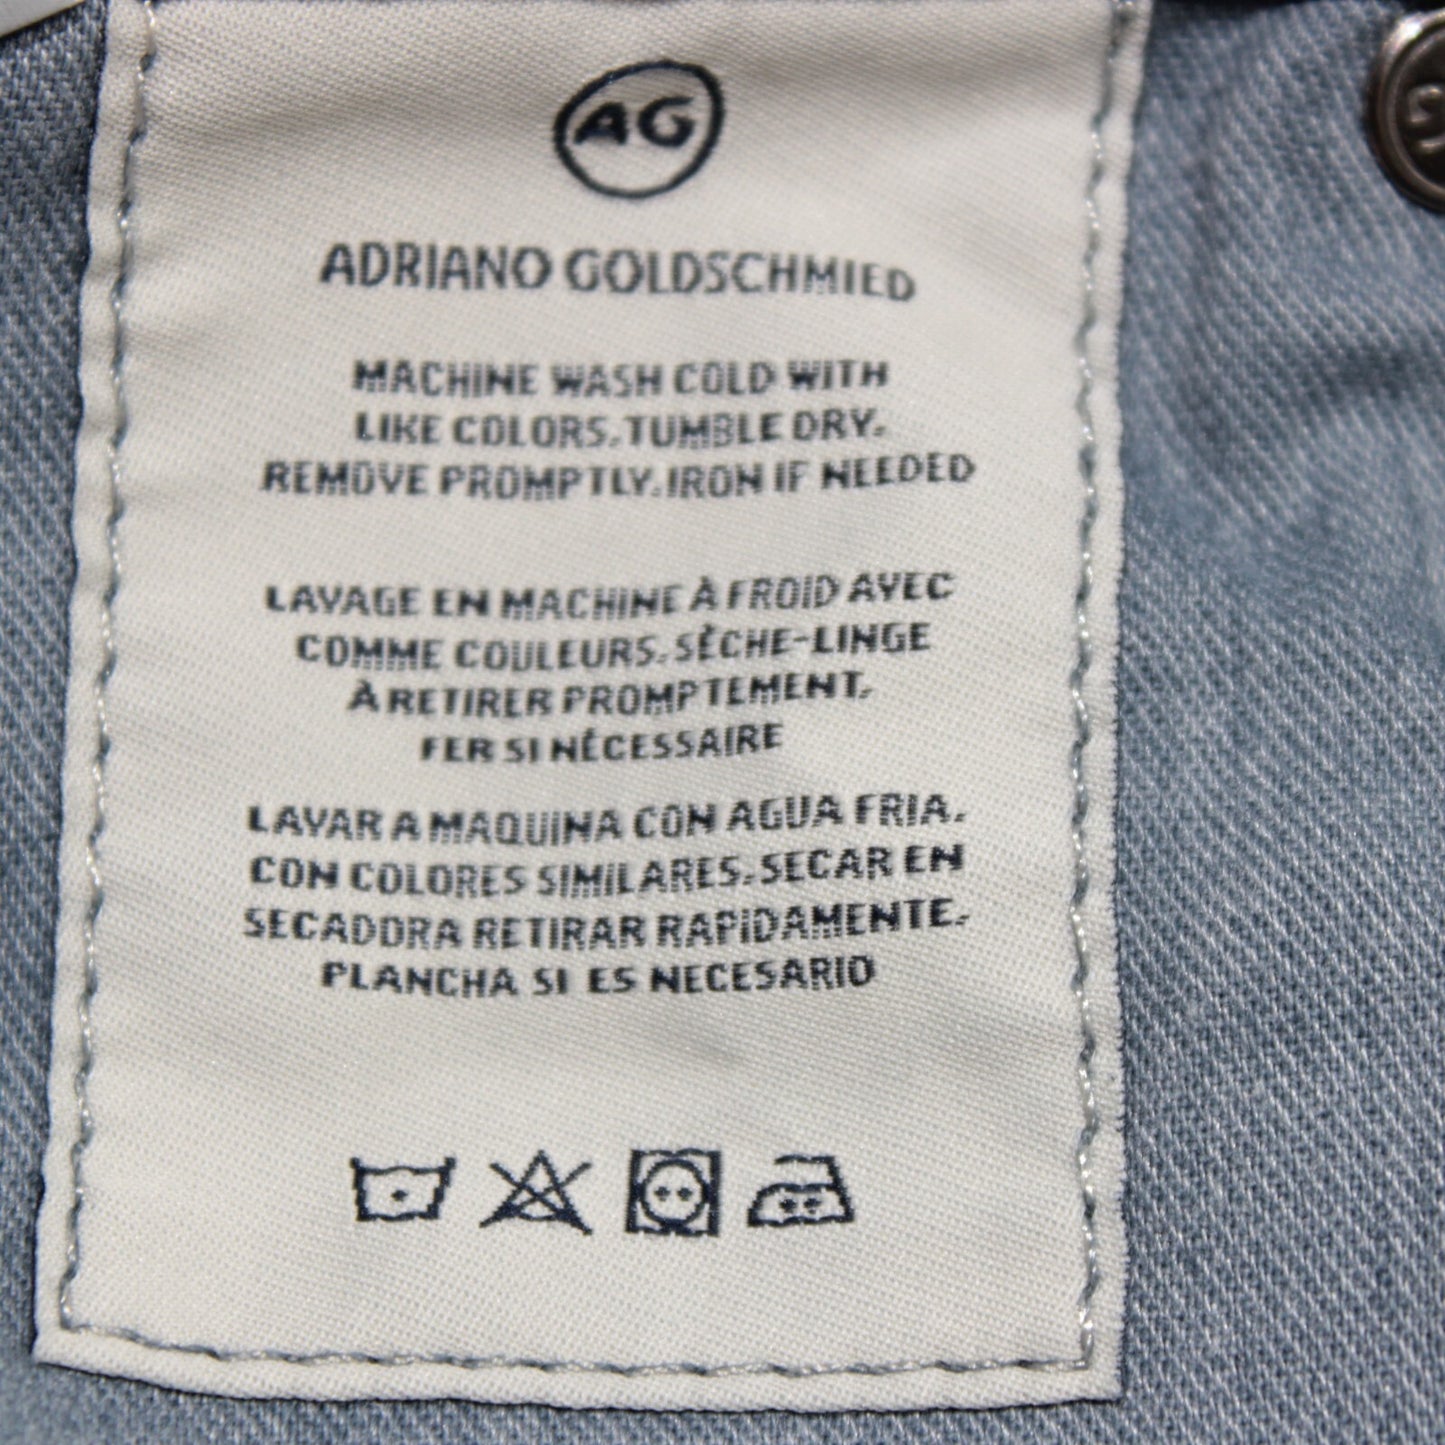 AG
ADRIANO GOLDSCHMIED
MACHINE WASH COLD WITH
LIKE COLORS. TUMBLE DRY.
REMOVE PROMPTLY. IRON IF NEEDED
LAVAGE EN MACHINE À FROID AVEC
COMME COULEURS. SÈCHE-LINGE
À RETIRER PROMPTEMENT.
FER SI NÉCESSAIRE
LAVAR A MAQUINA CON AGUA FRIA.
CON COLORES SIMILARES. SECAR EN
SECADORA RETIRAR RAPIDAMENTE.
PLANCHA SI ES NECESARIO